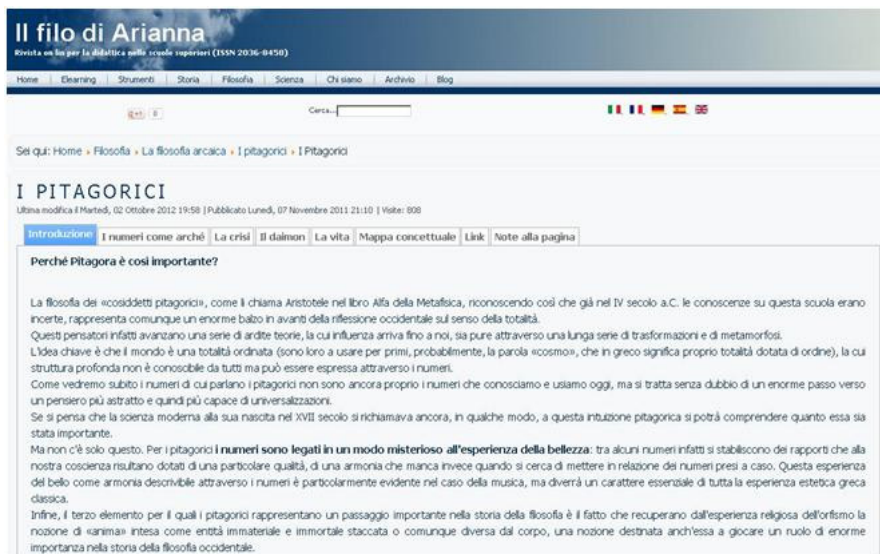 Il filo di Arianna
Rivista on lin per la didattica nelle scuole superiori (ISSN 2036-8450)
Home Elearning Strumenti Storia Filosofia Scienza Chi siamo Archivio Blog
g+1 0 Cerca...
Sei qui: Home Filosofia La filosofia arcaica I pitagorici I Pitagorici
I PITAGORICI
Ultima modifica il Martedì, 02 Ottobre 2012 19:58 | Pubblicato Lunedì, 07 Novembre 2011 21:10 | Visite: 808
Introduzione I numeri come arché La crisi Il daimon La vita Mappa concettuale Link Note alla pagina
Perché Pitagora è così importante?
La filosofia dei «cosiddetti pitagorici», come li chiama Aristotele nel libro Alfa della Metafisica, riconoscendo così che già nel IV secolo a.C. le conoscenze su questa scuola erano
incerte, rappresenta comunque un enorme balzo in avanti della riflessione occidentale sul senso della totalità.
Questi pensatori infatti avanzano una serie di ardite teorie, la cui influenza arriva fino a noi, sia pure attraverso una lunga serie di trasformazioni e di metamorfosi.
L'idea chiave è che il mondo è una totalità ordinata (sono loro a usare per primi, probabilmente, la parola «cosmo», che in greco significa proprio totalità dotata di ordine), la cui
struttura profonda non è conoscibile da tutti ma può essere espressa attraverso i numeri.
Come vedremo subito i numeri di cui parlano i pitagorici non sono ancora proprio i numeri che conosciamo e usiamo oggi, ma si tratta senza dubbio di un enorme passo verso
un pensiero più astratto e quindi più capace di universalizzazioni.
Se si pensa che la scienza moderna alla sua nascita nel XVII secolo si richiamava ancora, in qualche modo, a questa intuizione pitagorica si potrà comprendere quanto essa sia
stata importante.
Ma non c'è solo questo. Per i pitagorici i numeri sono legati in un modo misterioso all'esperienza della bellezza: tra alcuni numeri infatti si stabiliscono dei rapporti che alla
nostra coscienza risultano dotati di una particolare qualità, di una armonia che manca invece quando si cerca di mettere in relazione dei numeri presi a caso. Questa esperienza
del bello come armonia descrivibile attraverso i numeri è particolarmente evidente nel caso della musica, ma diverrà un carattere essenziale di tutta la esperienza estetica greca
classica.
Infine, il terzo elemento per il quali i pitagorici rappresentano un passaggio importante nella storia della filosofia è il fatto che recuperano dall'esperienza religiosa dell'orfismo la
nozione di «anima» intesa come entità immateriale e immortale staccata o comunque diversa dal corpo, una nozione destinata anch'essa a giocare un ruolo di enorme
importanza nella storia della filosofia occidentale.